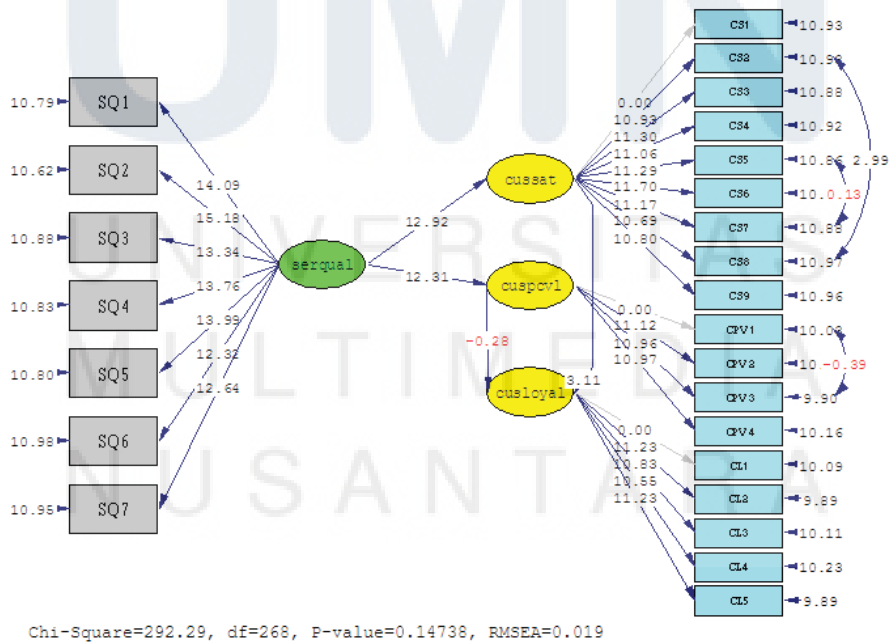 UMN
UNIVERSITAS
MULTIMEDIA
NUSANTARA
10.79 SQ1
10.62 SQ2
10.88 SQ3
10.83 SQ4
10.80 SQ5
10.98 SQ6
10.95 SQ7
14.09
15.18
13.34
13.76
13.99
12.32
12.64
serqual
12.92
12.31
cussat
cuspcvl
-0.28
cusloyal
3.11
0.00
10.93
11.30
11.06
11.29
11.70
11.17
10.69
10.80
0.00
11.12
10.96
10.97
0.00
11.23
10.83
10.55
11.23
CS1 10.93
CS2
CS3 10.88
CS4 10.92
CS5 10.86
2.99
CS6
0.13
CS7 10.88
CS8 10.97
CS9 10.96
CPV1
CPV2
-0.39
CPV3 9.90
CPV4 10.16
CL1 10.09
CL2 9.89
CL3 10.11
CL4 10.23
CL5 9.89
Chi-Square=292.29, df=268, P-value=0.14738, RMSEA=0.019